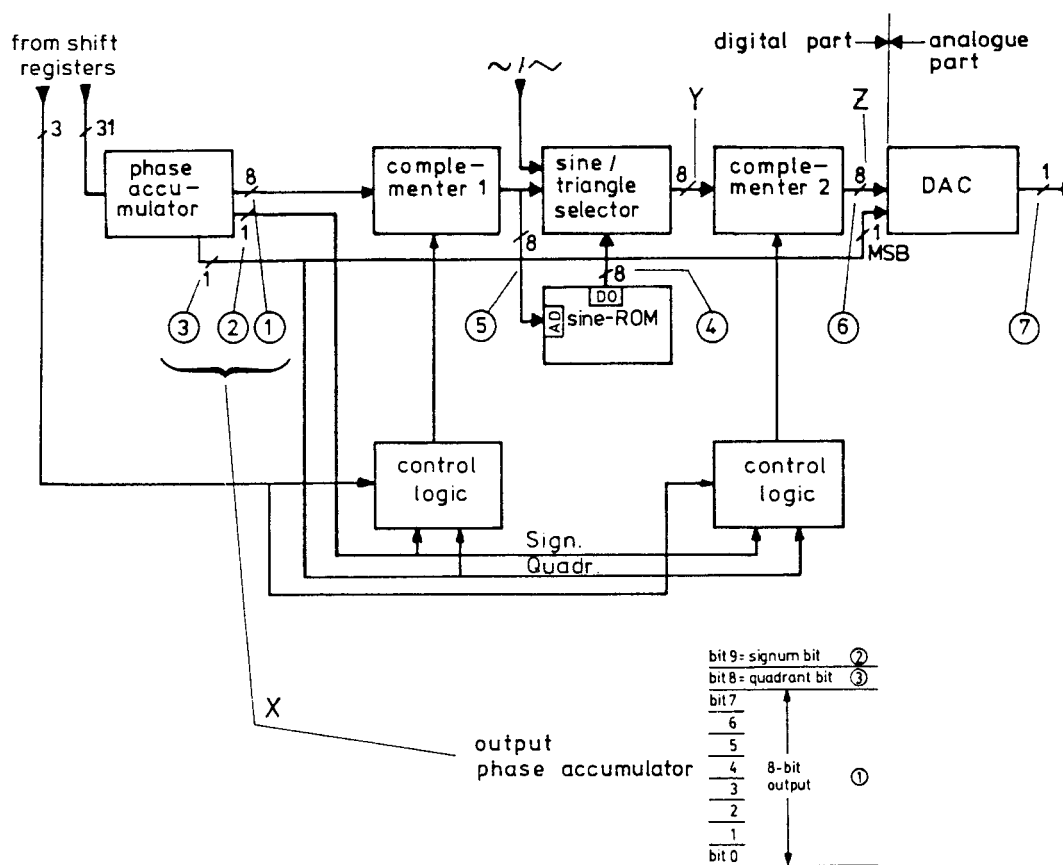 from shift
registers
3
31
~/~
digital part
analogue
part
phase
accu-
mulator
8
1
1
comple-
menter 1
8
sine /
triangle
selector
8
Y
comple-
menter 2
8
Z
DAC
1
MSB
1
8
DO
AD
sine-ROM
3
2
1
5
4
6
7
control
logic
control
logic
Sign.
Quadr.
X
output
phase accumulator
bit 9= signum bit 2
bit 8= quadrant bit 3
bit 7
6
5
4
3
2
1
bit 0
8-bit
output
1